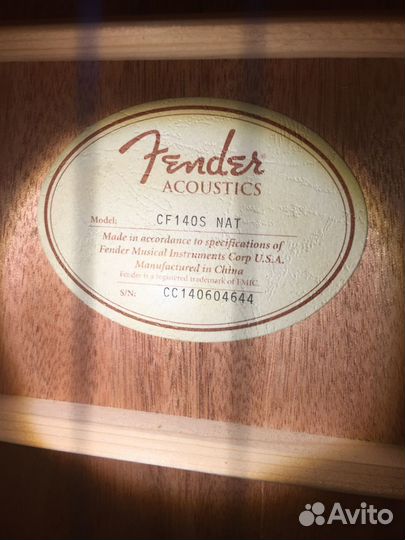 Fender
ACOUSTICS
Model: CF140S NAT
Made in accordance to specifications of
Fender Musical Instruments Corp U.S.A.
Manufactured in China
Fender is a registered trademark of FMIC.
S/N: CC140604644
Avito